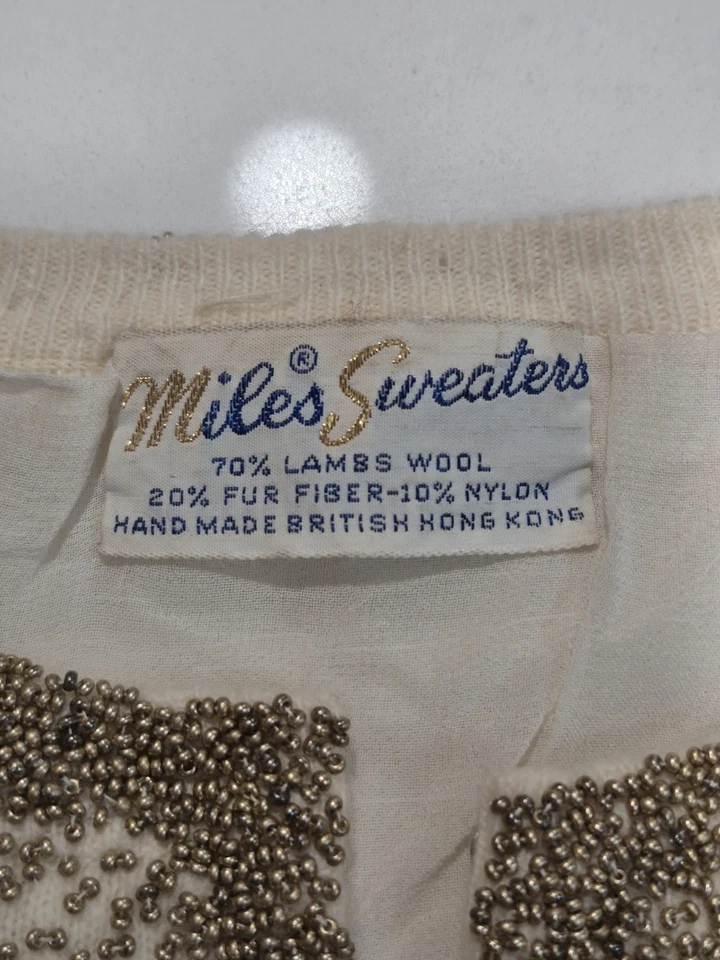 Miles® Sweaters
70% LAMBS WOOL
20% FUR FIBER-10% NYLON
HAND MADE BRITISH HONG KONG